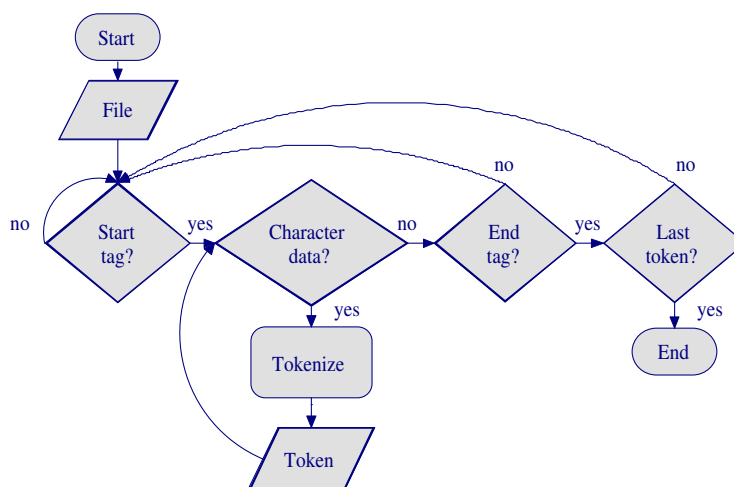 Start
File
no
no
no
Start
tag?
yes
Character
data?
no
End
tag?
yes
Last
token?
yes
yes
Tokenize
End
Token